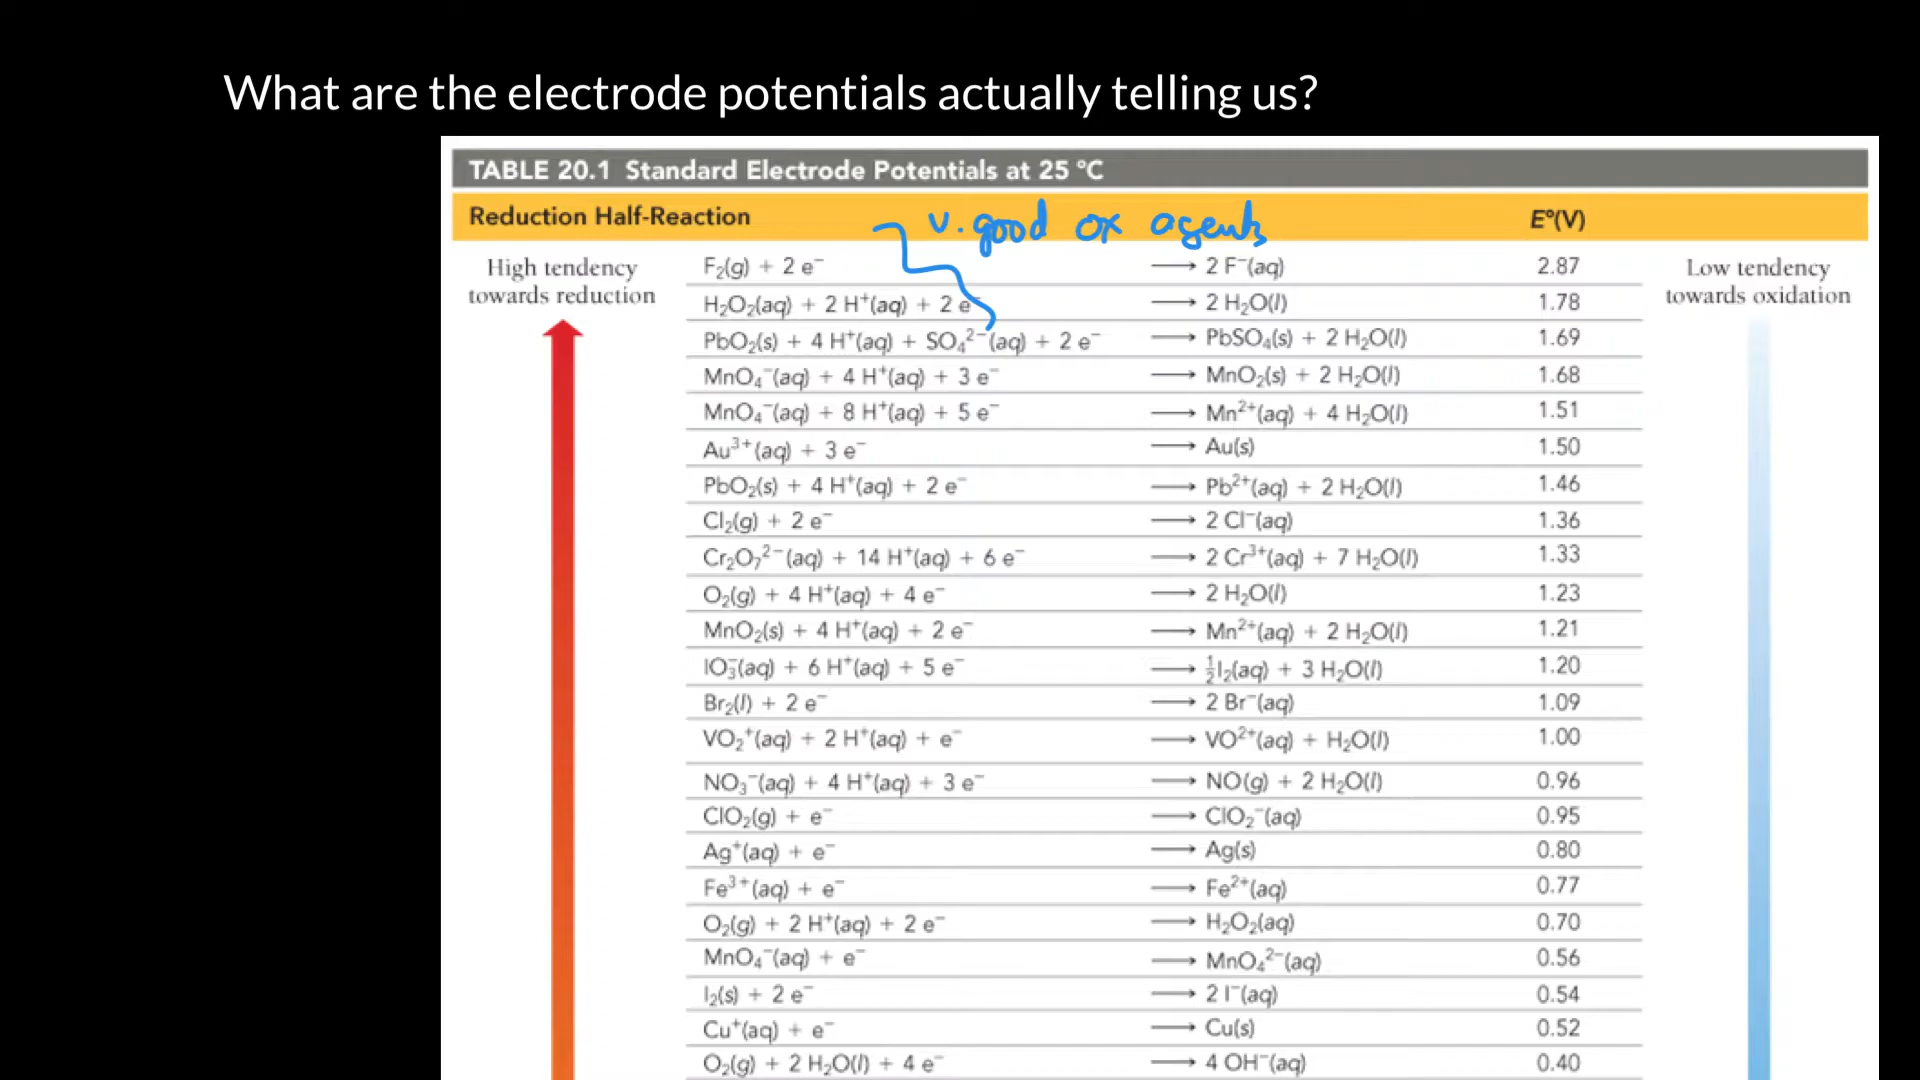 What are the electrode potentials actually telling us?
TABLE 20.1 Standard Electrode Potentials at 25 °C
Reduction Half-Reaction v. good ox agents E°(V)
High tendency towards reduction
Low tendency towards oxidation
F₂(g) + 2 e⁻ ⟶ 2 F⁻(aq) 2.87
H₂O₂(aq) + 2 H⁺(aq) + 2 e⁻ ⟶ 2 H₂O(l) 1.78
PbO₂(s) + 4 H⁺(aq) + SO₄²⁻(aq) + 2 e⁻ ⟶ PbSO₄(s) + 2 H₂O(l) 1.69
MnO₄⁻(aq) + 4 H⁺(aq) + 3 e⁻ ⟶ MnO₂(s) + 2 H₂O(l) 1.68
MnO₄⁻(aq) + 8 H⁺(aq) + 5 e⁻ ⟶ Mn²⁺(aq) + 4 H₂O(l) 1.51
Au³⁺(aq) + 3 e⁻ ⟶ Au(s) 1.50
PbO₂(s) + 4 H⁺(aq) + 2 e⁻ ⟶ Pb²⁺(aq) + 2 H₂O(l) 1.46
Cl₂(g) + 2 e⁻ ⟶ 2 Cl⁻(aq) 1.36
Cr₂O₇²⁻(aq) + 14 H⁺(aq) + 6 e⁻ ⟶ 2 Cr³⁺(aq) + 7 H₂O(l) 1.33
O₂(g) + 4 H⁺(aq) + 4 e⁻ ⟶ 2 H₂O(l) 1.23
MnO₂(s) + 4 H⁺(aq) + 2 e⁻ ⟶ Mn²⁺(aq) + 2 H₂O(l) 1.21
IO₃⁻(aq) + 6 H⁺(aq) + 5 e⁻ ⟶ ½I₂(aq) + 3 H₂O(l) 1.20
Br₂(l) + 2 e⁻ ⟶ 2 Br⁻(aq) 1.09
VO₂⁺(aq) + 2 H⁺(aq) + e⁻ ⟶ VO²⁺(aq) + H₂O(l) 1.00
NO₃⁻(aq) + 4 H⁺(aq) + 3 e⁻ ⟶ NO(g) + 2 H₂O(l) 0.96
ClO₂(g) + e⁻ ⟶ ClO₂⁻(aq) 0.95
Ag⁺(aq) + e⁻ ⟶ Ag(s) 0.80
Fe³⁺(aq) + e⁻ ⟶ Fe²⁺(aq) 0.77
O₂(g) + 2 H⁺(aq) + 2 e⁻ ⟶ H₂O₂(aq) 0.70
MnO₄⁻(aq) + e⁻ ⟶ MnO₄²⁻(aq) 0.56
I₂(s) + 2 e⁻ ⟶ 2 I⁻(aq) 0.54
Cu⁺(aq) + e⁻ ⟶ Cu(s) 0.52
O₂(g) + 2 H₂O(l) + 4 e⁻ ⟶ 4 OH⁻(aq) 0.40